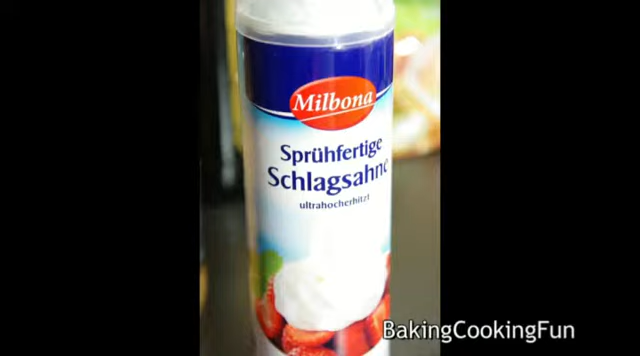 Milbona
Sprühfertige
Schlagsahne
ultrahocherhitzt
BakingCookingFun